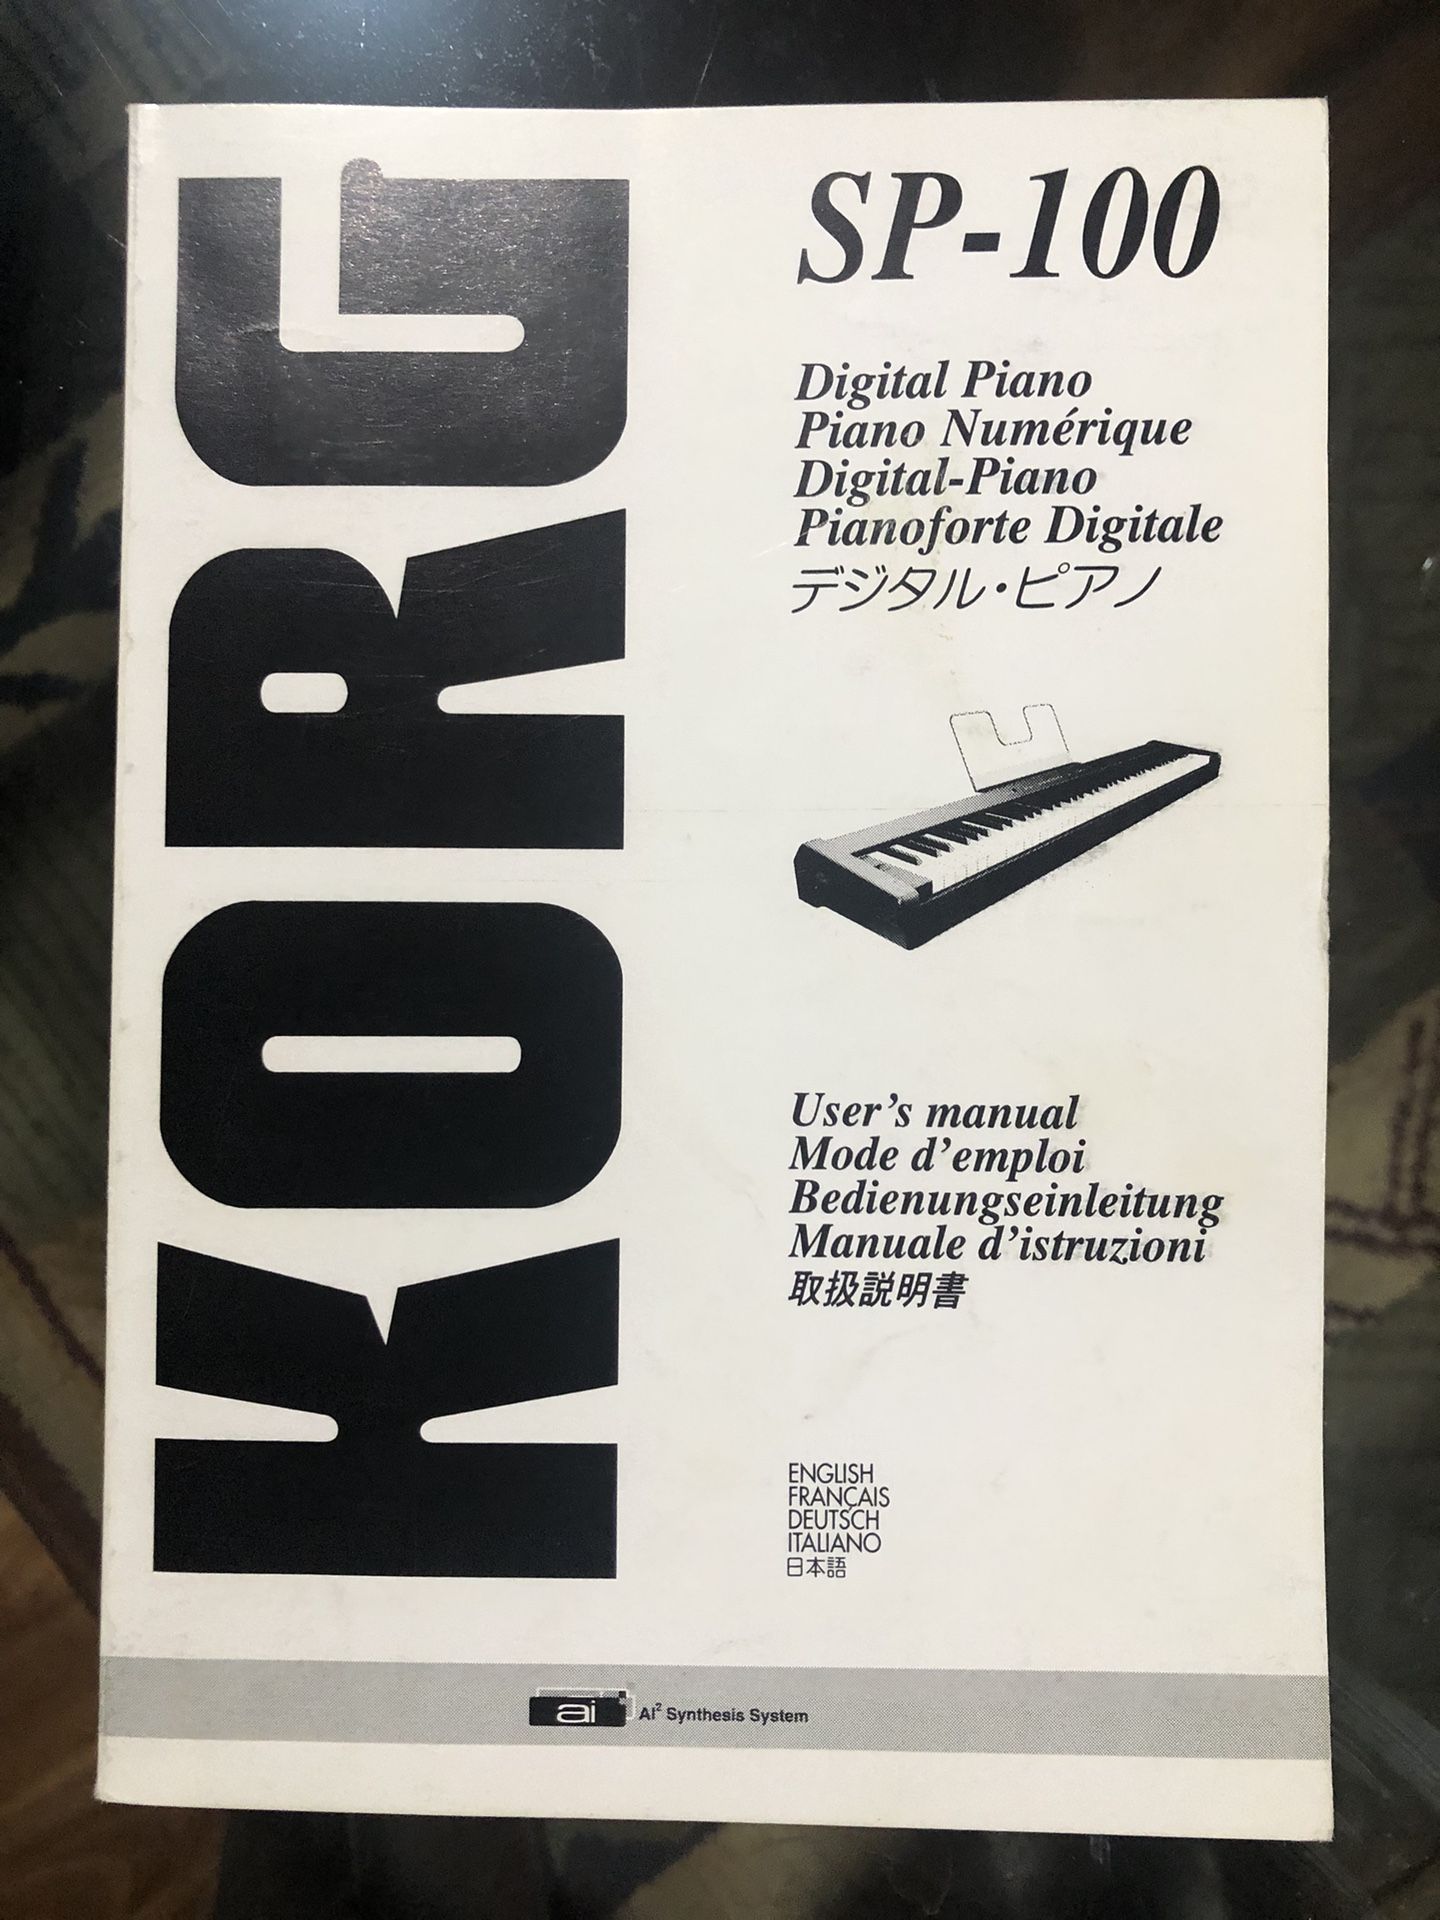 KORG
SP-100
Digital Piano
Piano Numérique
Digital-Piano
Pianoforte Digitale
デジタル・ピアノ
User's manual
Mode d'emploi
Bedienungseinleitung
Manuale d'istruzioni
取扱説明書
ENGLISH
FRANÇAIS
DEUTSCH
ITALIANO
日本語
ai AI² Synthesis System